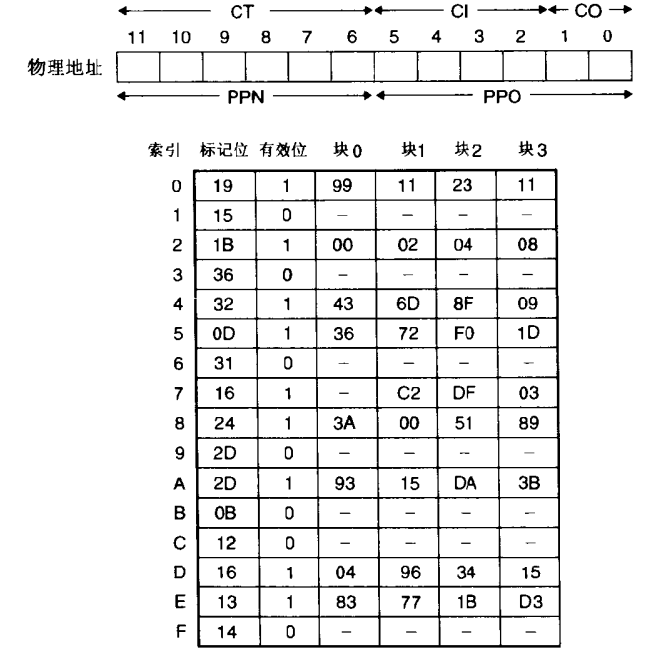 CT CI CO
11 10 9 8 7 6 5 4 3 2 1 0
物理地址
PPN PPO
索引 标记位 有效位 块0 块1 块2 块3
0 19 1 99 11 23 11
1 15 0 – – – –
2 1B 1 00 02 04 08
3 36 0 – – – –
4 32 1 43 6D 8F 09
5 0D 1 36 72 F0 1D
6 31 0 – – – –
7 16 1 – C2 DF 03
8 24 1 3A 00 51 89
9 2D 0 – – – –
A 2D 1 93 15 DA 3B
B 0B 0 – – – –
C 12 0 – – – –
D 16 1 04 96 34 15
E 13 1 83 77 1B D3
F 14 0 – – – –